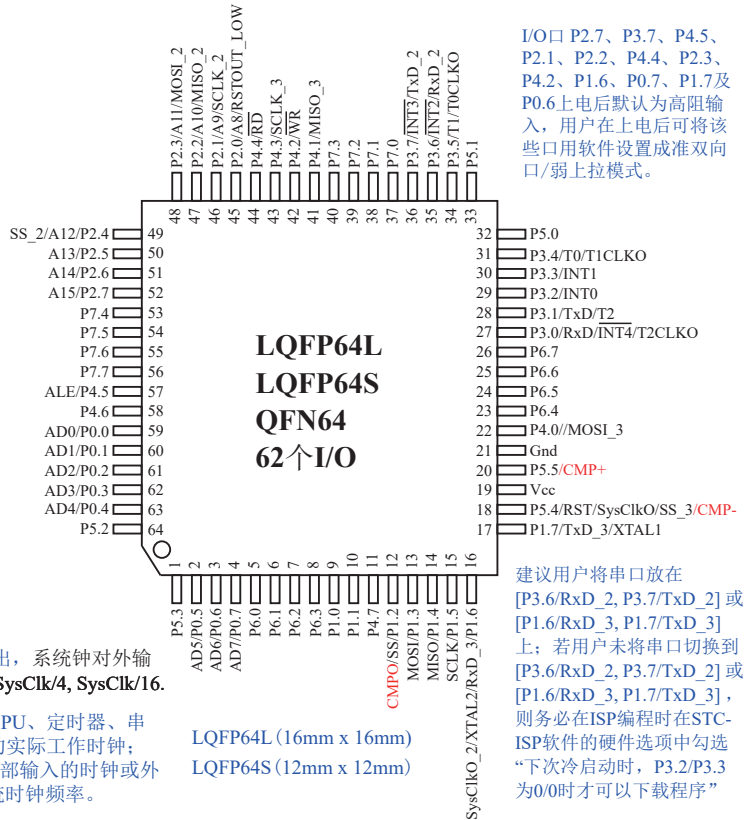 I/O口 P2.7、P3.7、P4.5、
P2.1、P2.2、P4.4、P2.3、
P4.2、P1.6、P0.7、P1.7及
P0.6上电后默认为高阻输
入，用户在上电后可将该
些口用软件设置成准双向
口/弱上拉模式。
P2.3/A11/MOSI_2
P2.2/A10/MISO_2
P2.1/A9/SCLK_2
P2.0/A8/RSTOUT_LOW
P4.4/RD
P4.3/SCLK_3
P4.2/WR
P4.1/MISO_3
P7.3
P7.2
P7.1
P7.0
P3.7/INT3/TxD_2
P3.6/INT2/RxD_2
P3.5/T1/T0CLKO
P5.1
48 47 46 45 44 43 42 41 40 39 38 37 36 35 34 33
SS_2/A12/P2.4 49
A13/P2.5 50
A14/P2.6 51
A15/P2.7 52
P7.4 53
P7.5 54
P7.6 55
P7.7 56
ALE/P4.5 57
P4.6 58
AD0/P0.0 59
AD1/P0.1 60
AD2/P0.2 61
AD3/P0.3 62
AD4/P0.4 63
P5.2 64
LQFP64L
LQFP64S
QFN64
62个I/O
32 P5.0
31 P3.4/T0/T1CLKO
30 P3.3/INT1
29 P3.2/INT0
28 P3.1/TxD/T2
27 P3.0/RxD/INT4/T2CLKO
26 P6.7
25 P6.6
24 P6.5
23 P6.4
22 P4.0//MOSI_3
21 Gnd
20 P5.5/CMP+
19 Vcc
18 P5.4/RST/SysClkO/SS_3/CMP-
17 P1.7/TxD_3/XTAL1
1 2 3 4 5 6 7 8 9 10 11 12 13 14 15 16
P5.3
AD5/P0.5
AD6/P0.6
AD7/P0.7
P6.0
P6.1
P6.2
P6.3
P1.0
P1.1
P4.7
CMPO/SS/P1.2
MOSI/P1.3
MISO/P1.4
SCLK/P1.5
SysClkO_2/XTAL2/RxD_3/P1.6
出，系统钟对外输
SysClk/4, SysClk/16.
PU、定时器、串
实际工作时钟；
部输入的时钟或外
统时钟频率。
LQFP64L（16mm x 16mm）
LQFP64S（12mm x 12mm）
建议用户将串口放在
[P3.6/RxD_2, P3.7/TxD_2] 或
[P1.6/RxD_3, P1.7/TxD_3]
上；若用户未将串口切换到
[P3.6/RxD_2, P3.7/TxD_2] 或
[P1.6/RxD_3, P1.7/TxD_3] ，
则务必在ISP编程时在STC-
ISP软件的硬件选项中勾选
“下次冷启动时，P3.2/P3.3
为0/0时才可以下载程序”